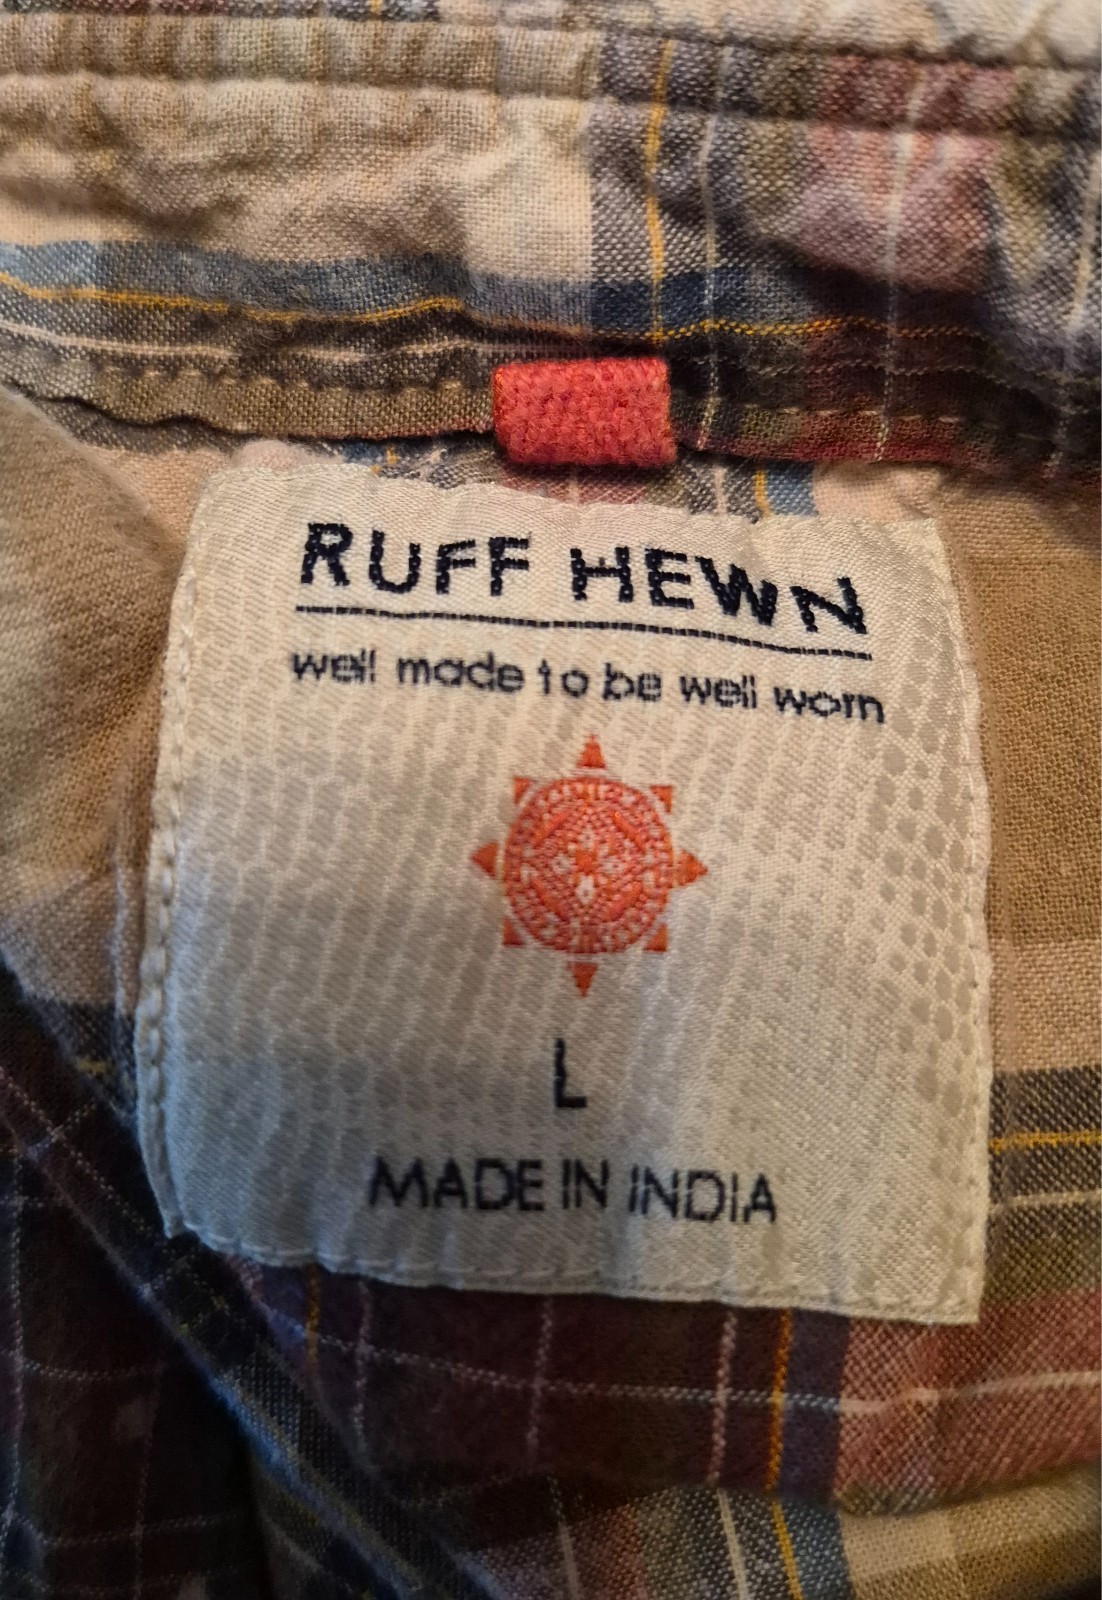 RUFF HEWN
well made to be well worn
L
MADE IN INDIA